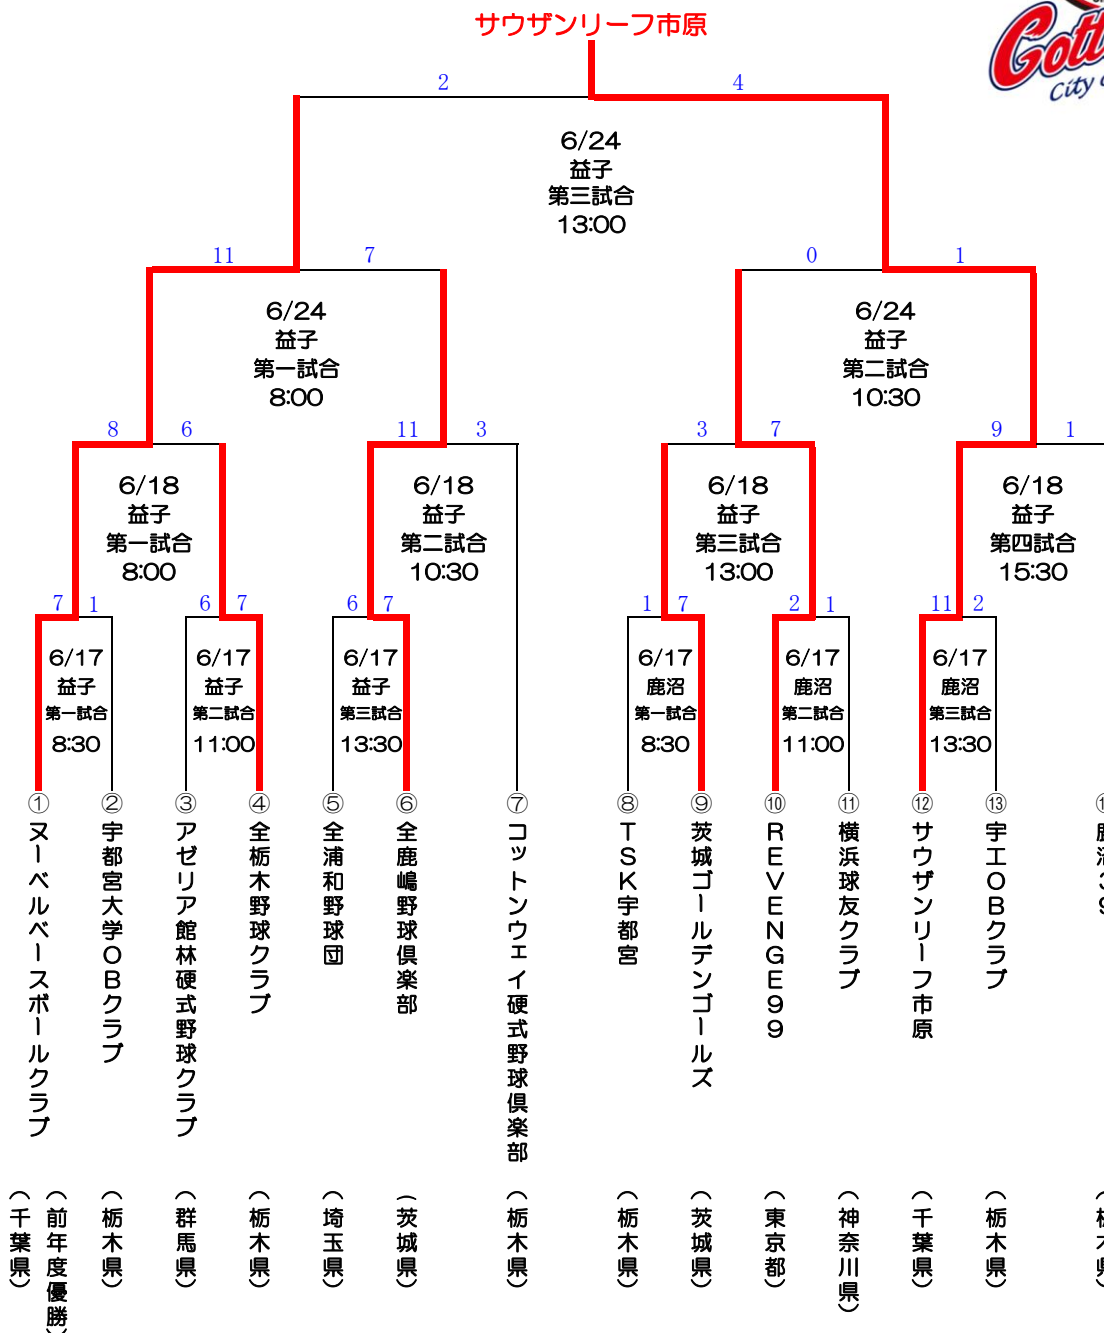 サウザンリーフ市原
Gott
City
2
4
6/24
益子
第三試合
13:00
11
7
0
1
6/24
益子
第一試合
8:00
6/24
益子
第二試合
10:30
8
6
11
3
3
7
9
1
6/18
益子
第一試合
8:00
6/18
益子
第二試合
10:30
6/18
益子
第三試合
13:00
6/18
益子
第四試合
15:30
7
1
6
7
6
7
1
7
2
1
11
2
6/17
益子
第一試合
8:30
6/17
益子
第二試合
11:00
6/17
益子
第三試合
13:30
6/17
鹿沼
第一試合
8:30
6/17
鹿沼
第二試合
11:00
6/17
鹿沼
第三試合
13:30
①ヌーベルベースボールクラブ
(前年度優勝)
(千葉県)
②宇都宮大学OBクラブ
(栃木県)
③アゼリア館林硬式野球クラブ
(群馬県)
④全栃木野球クラブ
(栃木県)
⑤全浦和野球団
(埼玉県)
⑥全鹿嶋野球倶楽部
(茨城県)
⑦コットンウェイ硬式野球倶楽部
(栃木県)
⑧TSK宇都宮
(栃木県)
⑨茨城ゴールデンゴールズ
(茨城県)
⑩REVENGE99
(東京都)
⑪横浜球友クラブ
(神奈川県)
⑫サウザンリーフ市原
(千葉県)
⑬宇工OBクラブ
(栃木県)